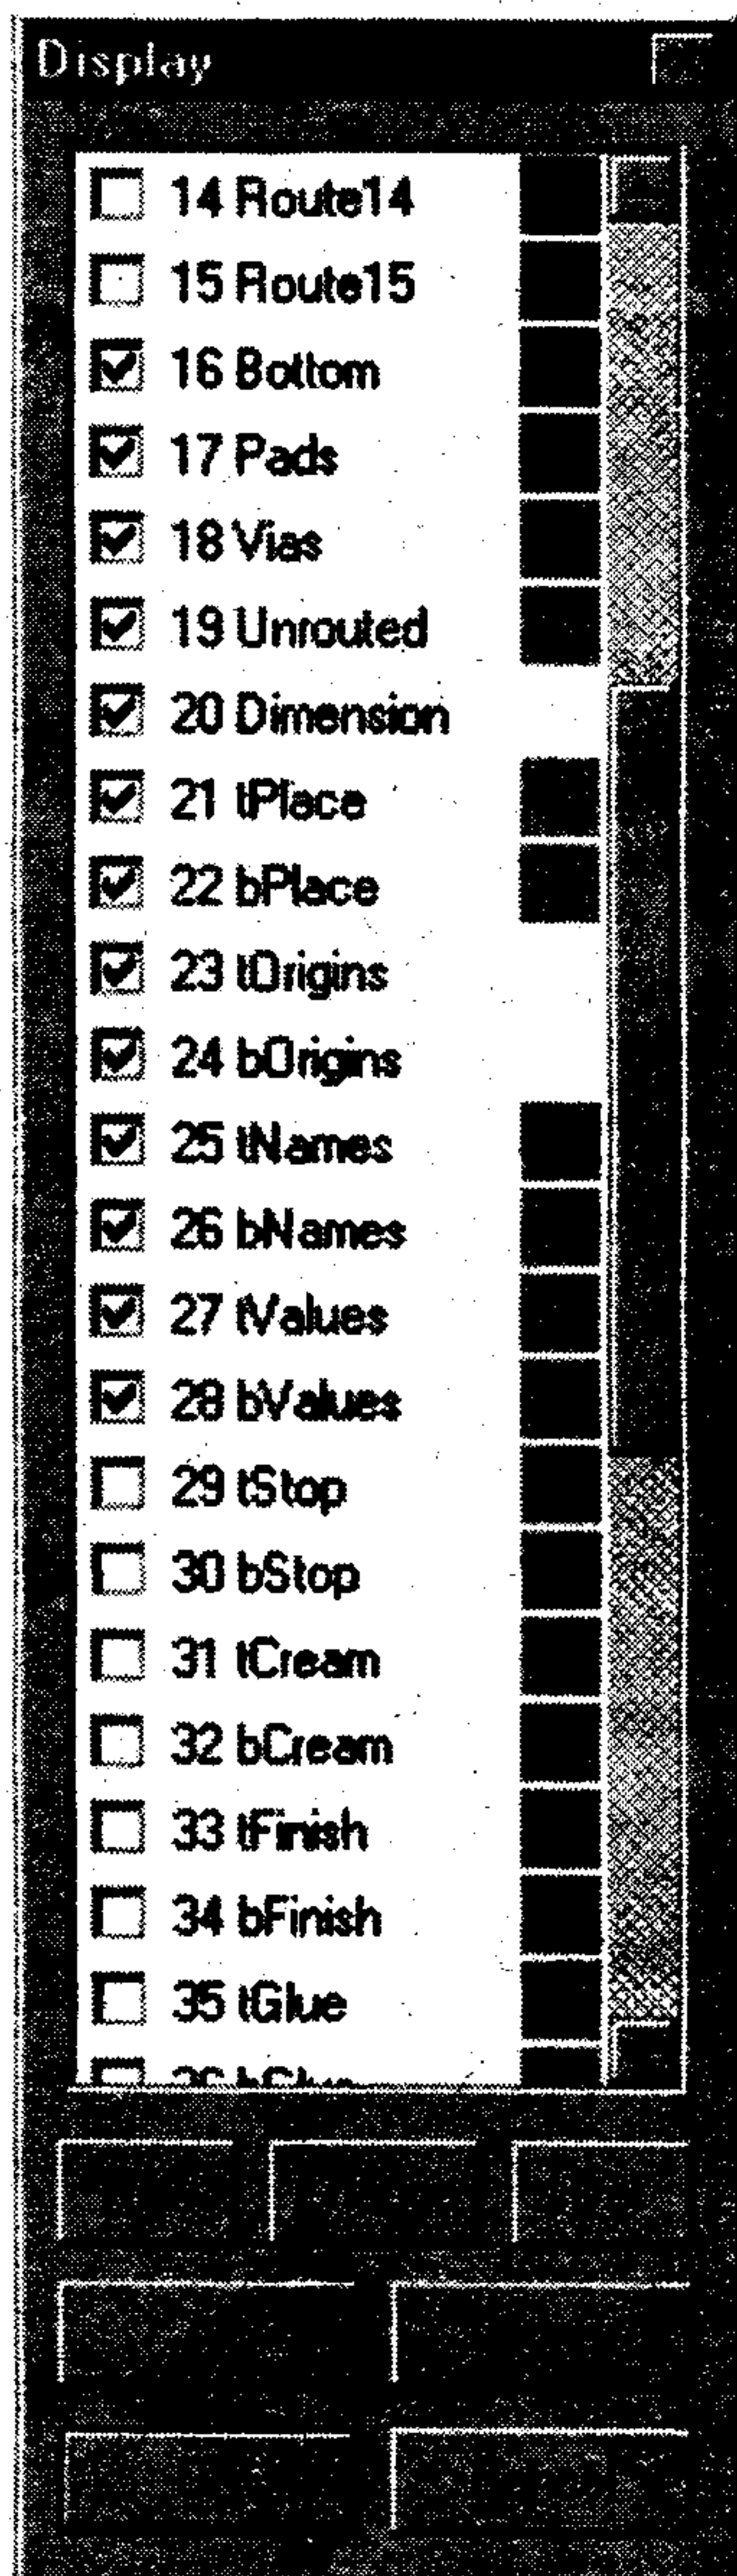 Display
14 Route14
15 Route15
16 Bottom
17 Pads
18 Vias
19 Unrouted
20 Dimension
21 tPlace
22 bPlace
23 tOrigins
24 bOrigins
25 tNames
26 bNames
27 tValues
28 bValues
29 tStop
30 bStop
31 tCream
32 bCream
33 tFinish
34 bFinish
35 tGlue
36 bGlue